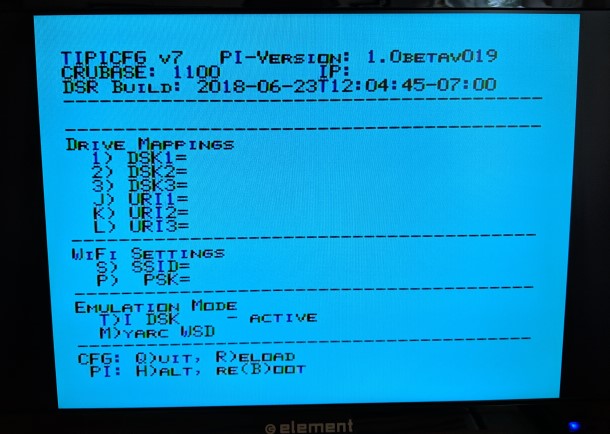 TIPICFG v7   PI-Version: 1.0betav019
CRUBASE: 1100          IP:
DSR Build: 2018-06-23T12:04:45-07:00
Drive Mappings
1) DSK1=
2) DSK2=
3) DSK3=
J) URI1=
K) URI2=
L) URI3=
WiFi Settings
S) SSID=
P)  PSK=
Emulation Mode
T)I DSK    - active
M)yarc WSD
CFG: Q)uit, R)eload
PI: H)alt, re(B)oot
element